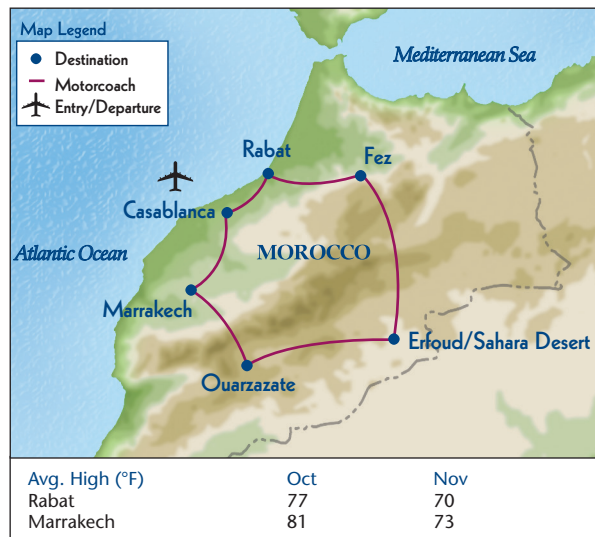 Map Legend
Destination
Motorcoach
Entry/Departure
Mediterranean Sea
Rabat
Fez
Casablanca
Atlantic Ocean
MOROCCO
Marrakech
Erfoud/Sahara Desert
Ouarzazate
Avg. High (°F) Oct Nov
Rabat 77 70
Marrakech 81 73